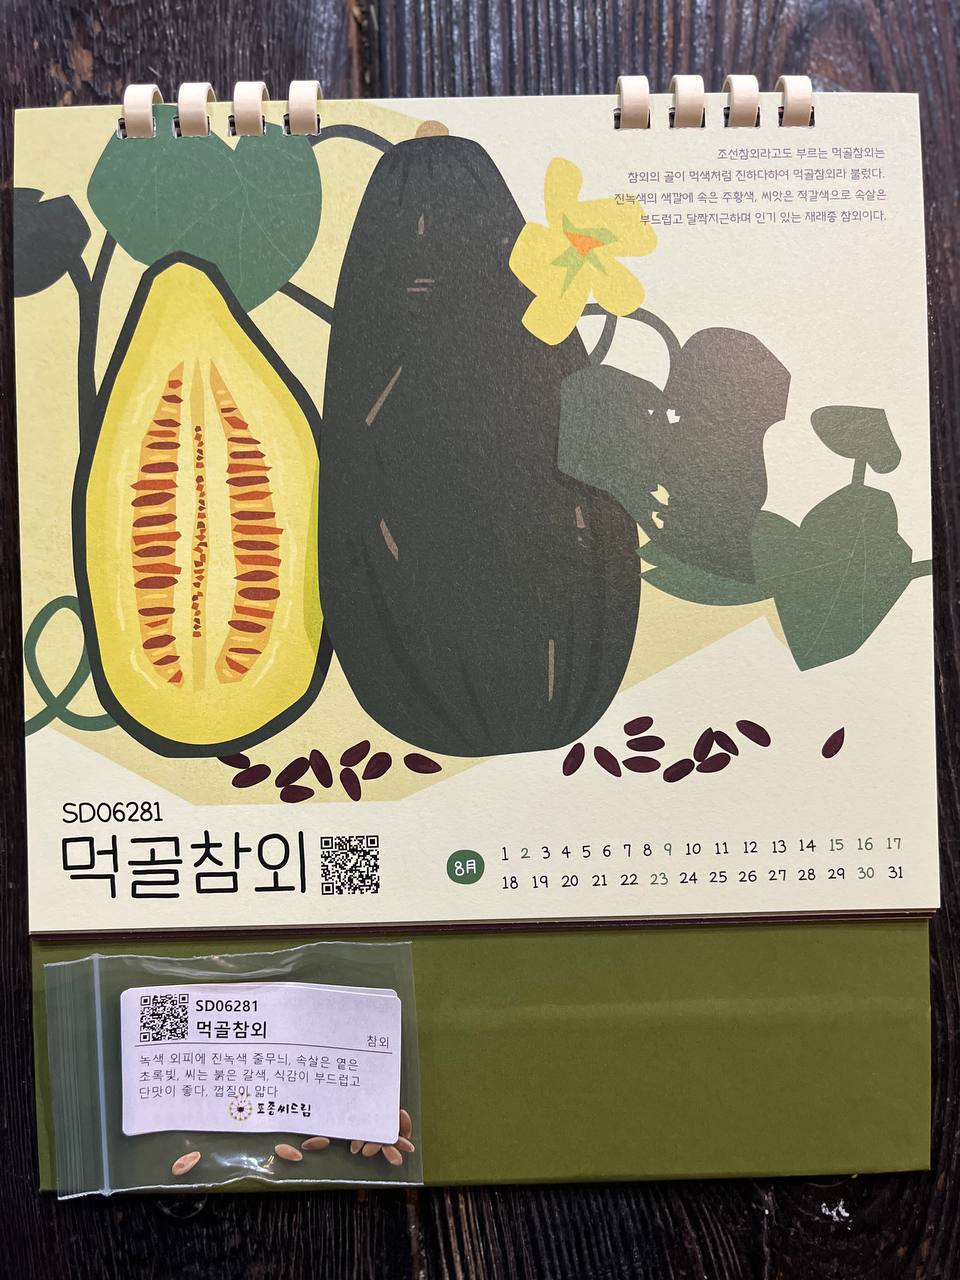 조선참외라고도 부르는 먹골참외는
참외의 골이 먹색처럼 진하다하여 먹골참외라 불렀다.
진녹색의 색깔에 속은 주황색, 씨앗은 적갈색으로 속살은
부드럽고 달짝지근하며 인기 있는 재래종 참외이다.
SD06281
먹골참외
8月
1 2 3 4 5 6 7 8 9 10 11 12 13 14 15 16 17
18 19 20 21 22 23 24 25 26 27 28 29 30 31
SD06281
먹골참외
참외
녹색 외피에 진녹색 줄무늬, 속살은 옅은
초록빛, 씨는 붉은 갈색, 식감이 부드럽고
단맛이 좋다, 껍질이 얇다
토종씨드림